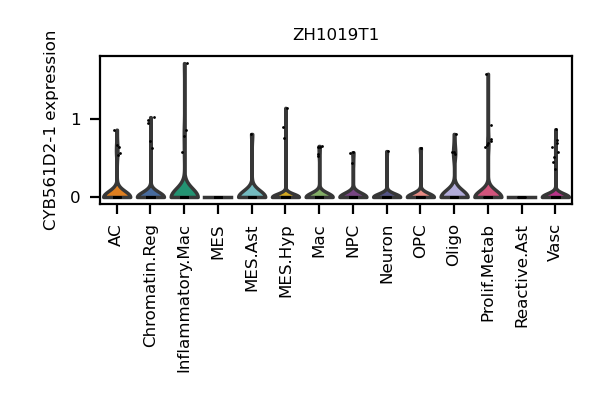 ZH1019T1
CYB561D2-1 expression
1
0
AC
Chromatin.Reg
Inflammatory.Mac
MES
MES.Ast
MES.Hyp
Mac
NPC
Neuron
OPC
Oligo
Prolif.Metab
Reactive.Ast
Vasc